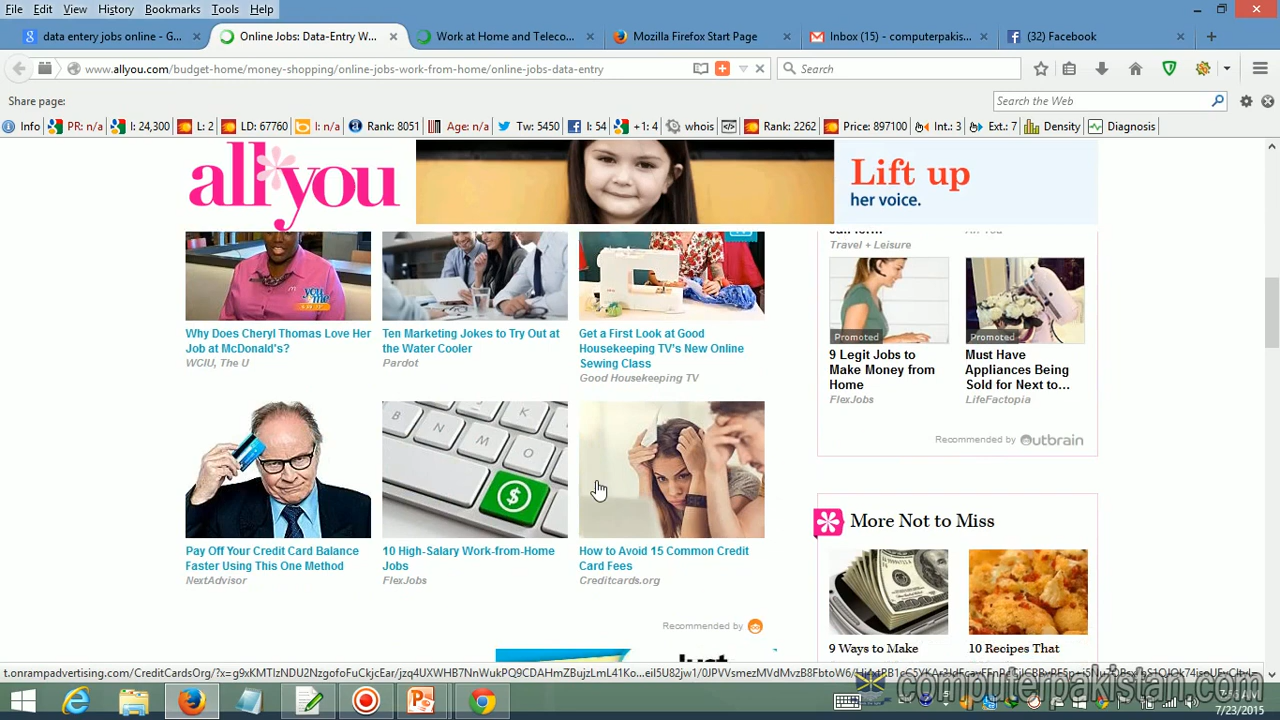 File Edit View History Bookmarks Tools Help
data entery jobs online - G...
Online Jobs: Data-Entry W...
Work at Home and Teleco...
Mozilla Firefox Start Page
Inbox (15) - computerpakis...
(32) Facebook
www.allyou.com/budget-home/money-shopping/online-jobs-work-from-home/online-jobs-data-entry
Search
Share page:
Search the Web
Info PR: n/a I: 24,300 L: 2 LD: 67760 I: n/a Rank: 8051 Age: n/a Tw: 5450 I: 54 +1: 4 whois Rank: 2262 Price: 897100 Int.: 3 Ext.: 7 Density Diagnosis
all you
Lift up
her voice.
Travel + Leisure
you
me
Why Does Cheryl Thomas Love Her
Job at McDonald's?
WCIU, The U
Ten Marketing Jokes to Try Out at
the Water Cooler
Pardot
Get a First Look at Good
Housekeeping TV's New Online
Sewing Class
Good Housekeeping TV
Promoted
9 Legit Jobs to
Make Money from
Home
FlexJobs
Promoted
Must Have
Appliances Being
Sold for Next to...
LifeFactopia
Recommended by Outbrain
B N M K O
$
Pay Off Your Credit Card Balance
Faster Using This One Method
NextAdvisor
10 High-Salary Work-from-Home
Jobs
FlexJobs
How to Avoid 15 Common Credit
Card Fees
Creditcards.org
Recommended by
More Not to Miss
9 Ways to Make
10 Recipes That
Just
computerpakistan.com
7/23/2015